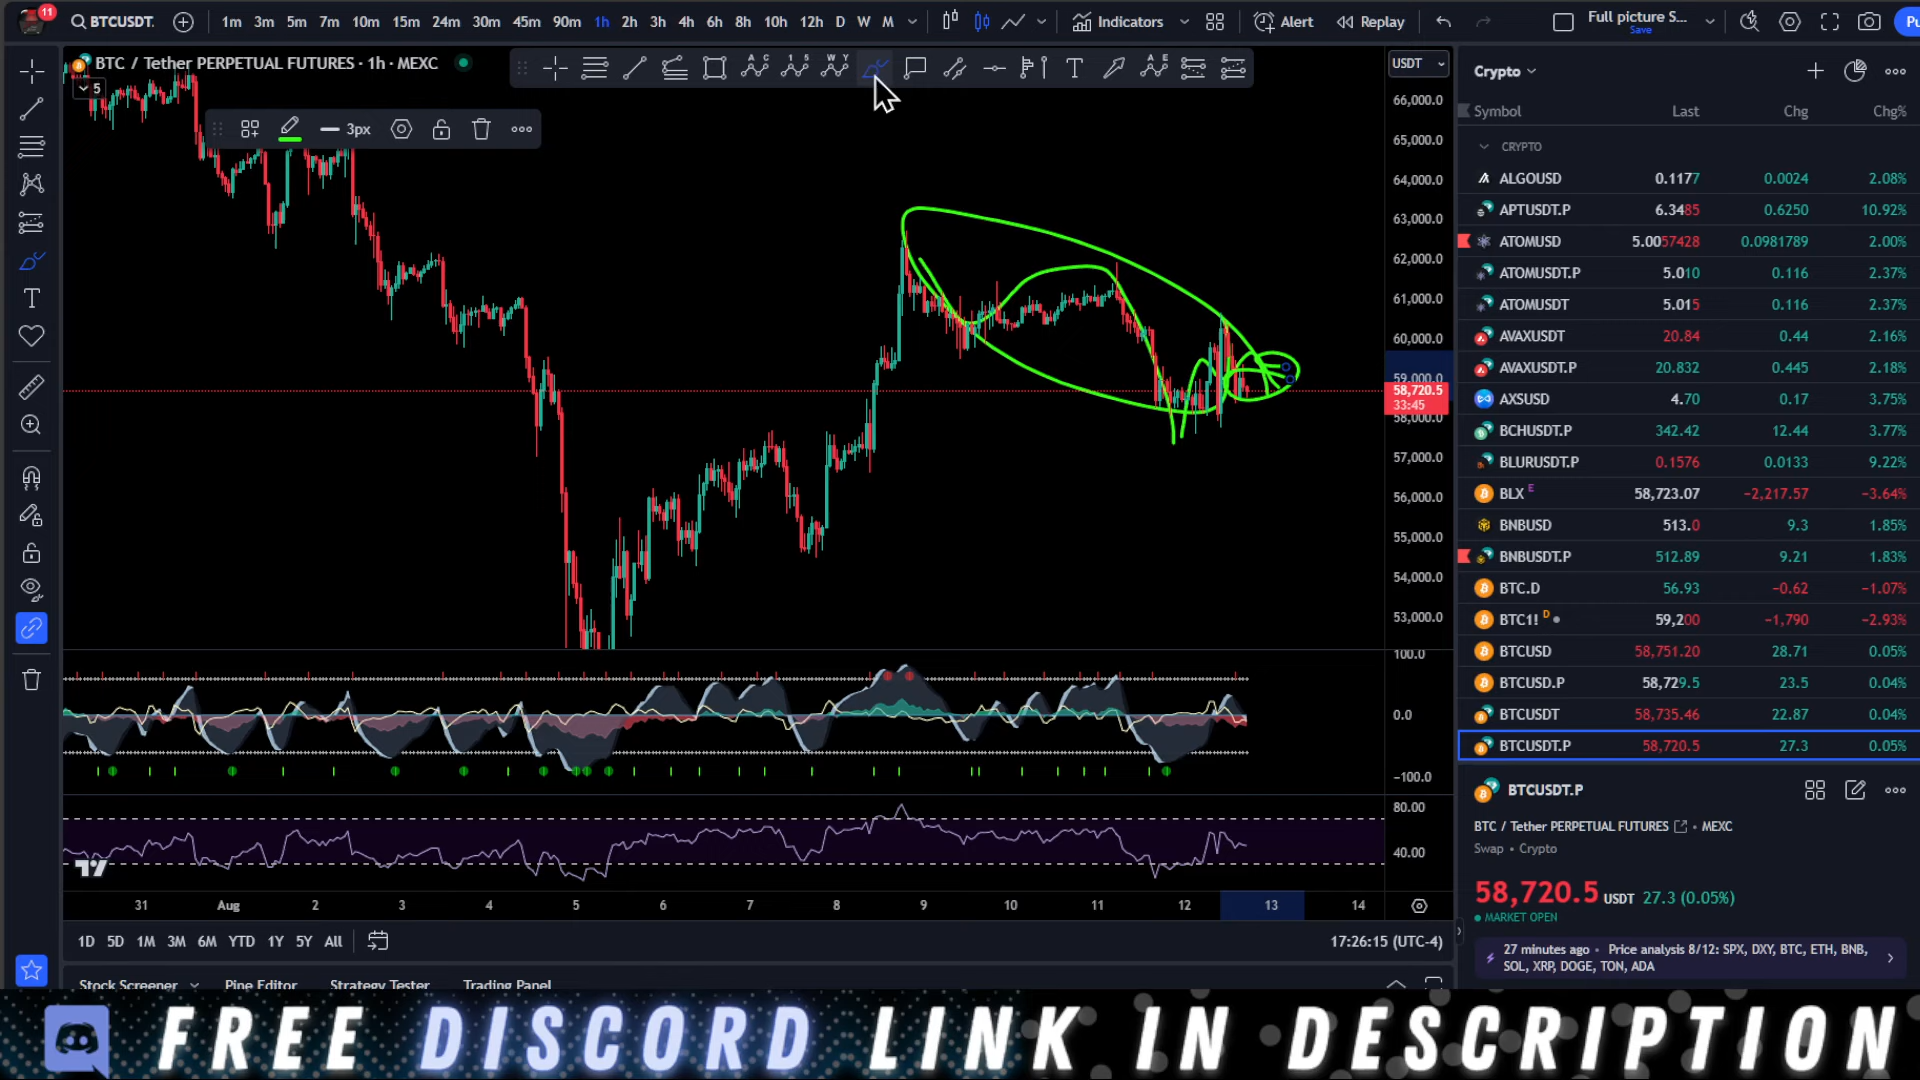 11
BTCUSDT.
1m 3m 5m 7m 10m 15m 24m 30m 45m 90m 1h 2h 3h 4h 6h 8h 10h 12h D W M
Indicators
Alert
Replay
Full picture S...
Save
Pu
BTC / Tether PERPETUAL FUTURES · 1h · MEXC
5
3px
USDT
66,000.0
65,000.0
64,000.0
63,000.0
62,000.0
61,000.0
60,000.0
59,000.0
58,720.5
33:45
58,000.0
57,000.0
56,000.0
55,000.0
54,000.0
53,000.0
100.0
0.0
−100.0
80.00
40.00
31 Aug 2 3 4 5 6 7 8 9 10 11 12 13 14
1D 5D 1M 3M 6M YTD 1Y 5Y All
17:26:15 (UTC-4)
Stock Screener Pine Editor Strategy Tester Trading Panel
Crypto
Symbol Last Chg Chg%
CRYPTO
ALGOUSD 0.1177 0.0024 2.08%
APTUSDT.P 6.3485 0.6250 10.92%
ATOMUSD 5.0057428 0.0981789 2.00%
ATOMUSDT.P 5.010 0.116 2.37%
ATOMUSDT 5.015 0.116 2.37%
AVAXUSDT 20.84 0.44 2.16%
AVAXUSDT.P 20.832 0.445 2.18%
AXSUSD 4.70 0.17 3.75%
BCHUSDT.P 342.42 12.44 3.77%
BLURUSDT.P 0.1576 0.0133 9.22%
BLX E 58,723.07 −2,217.57 −3.64%
BNBUSD 513.0 9.3 1.85%
BNBUSDT.P 512.89 9.21 1.83%
BTC.D 56.93 −0.62 −1.07%
BTC1! D 59,200 −1,790 −2.93%
BTCUSD 58,751.20 28.71 0.05%
BTCUSD.P 58,729.5 23.5 0.04%
BTCUSDT 58,735.46 22.87 0.04%
BTCUSDT.P 58,720.5 27.3 0.05%
BTCUSDT.P
BTC / Tether PERPETUAL FUTURES • MEXC
Swap • Crypto
58,720.5 USDT 27.3 (0.05%)
MARKET OPEN
27 minutes ago • Price analysis 8/12: SPX, DXY, BTC, ETH, BNB,
SOL, XRP, DOGE, TON, ADA
FREE DISCORD LINK IN DESCRIPTION